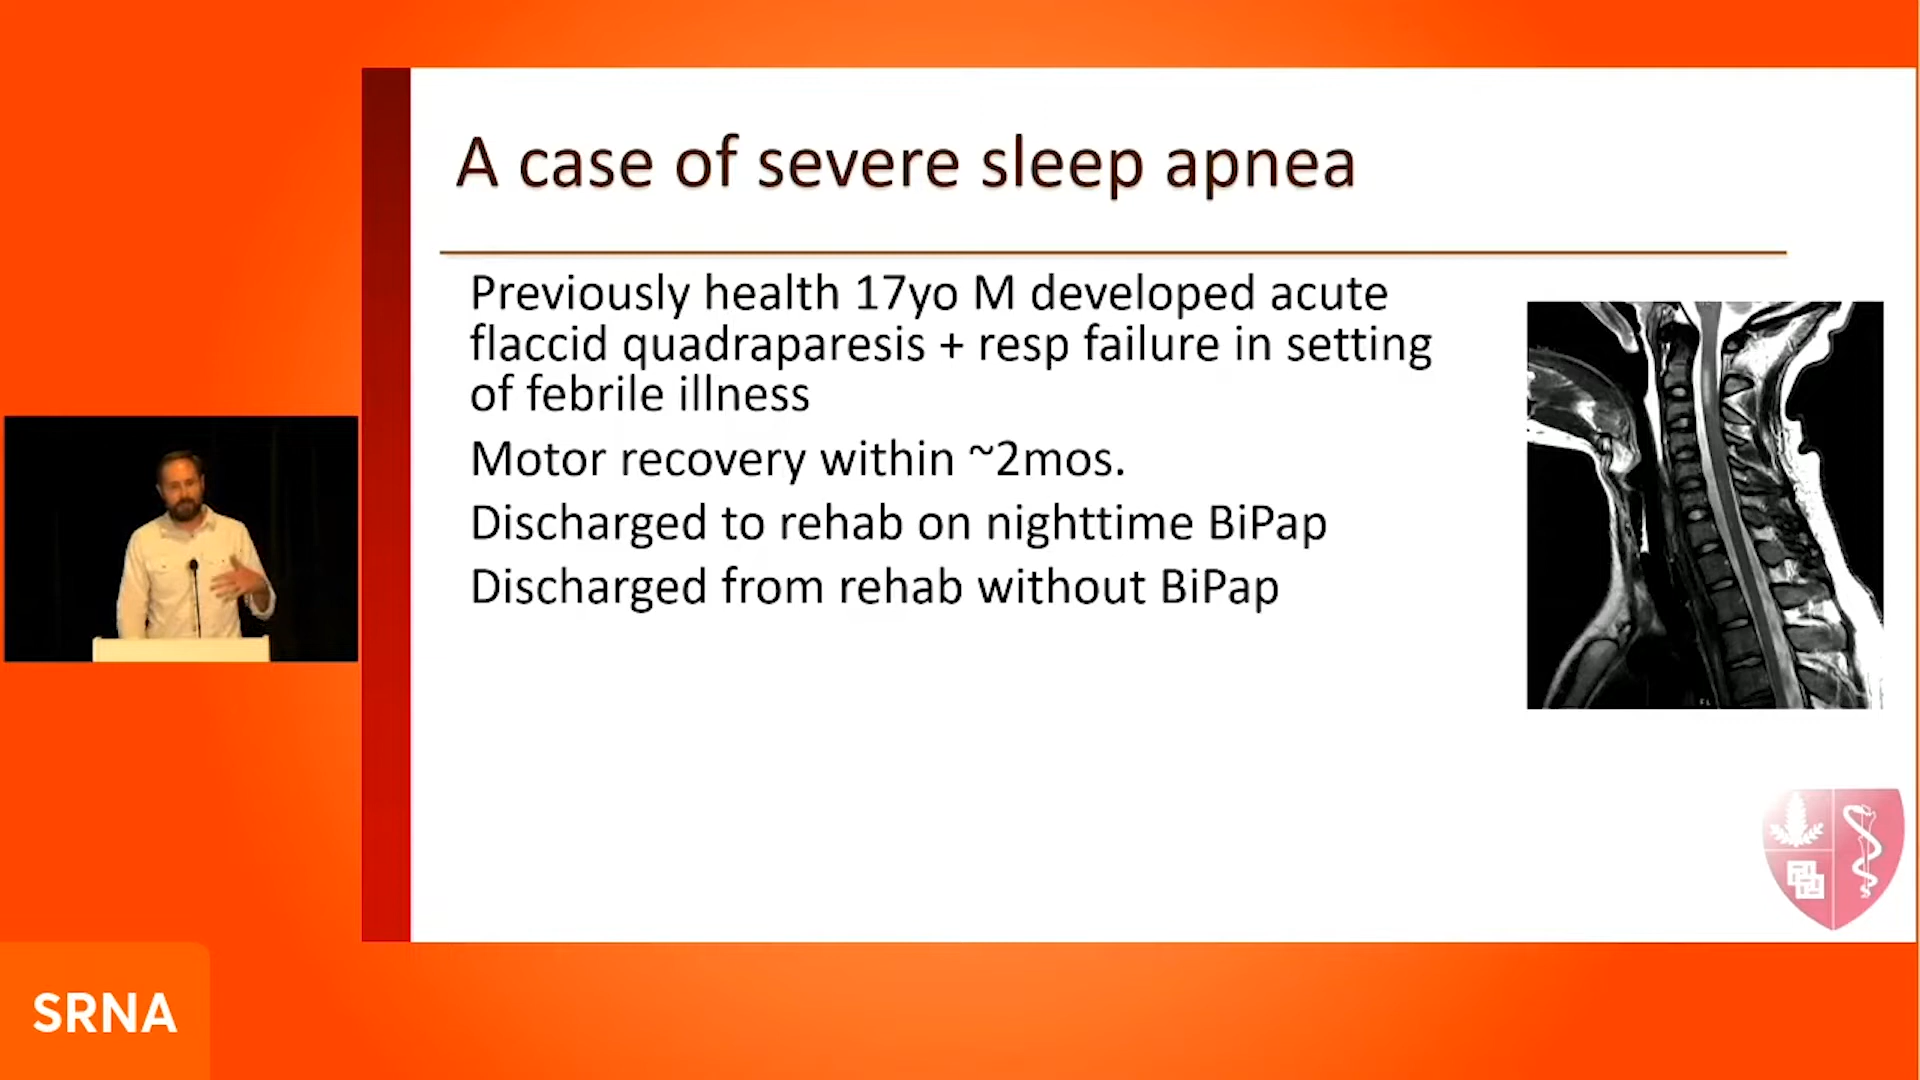 A case of severe sleep apnea
Previously health 17yo M developed acute
flaccid quadraparesis + resp failure in setting
of febrile illness
Motor recovery within ~2mos.
Discharged to rehab on nighttime BiPap
Discharged from rehab without BiPap
SRNA